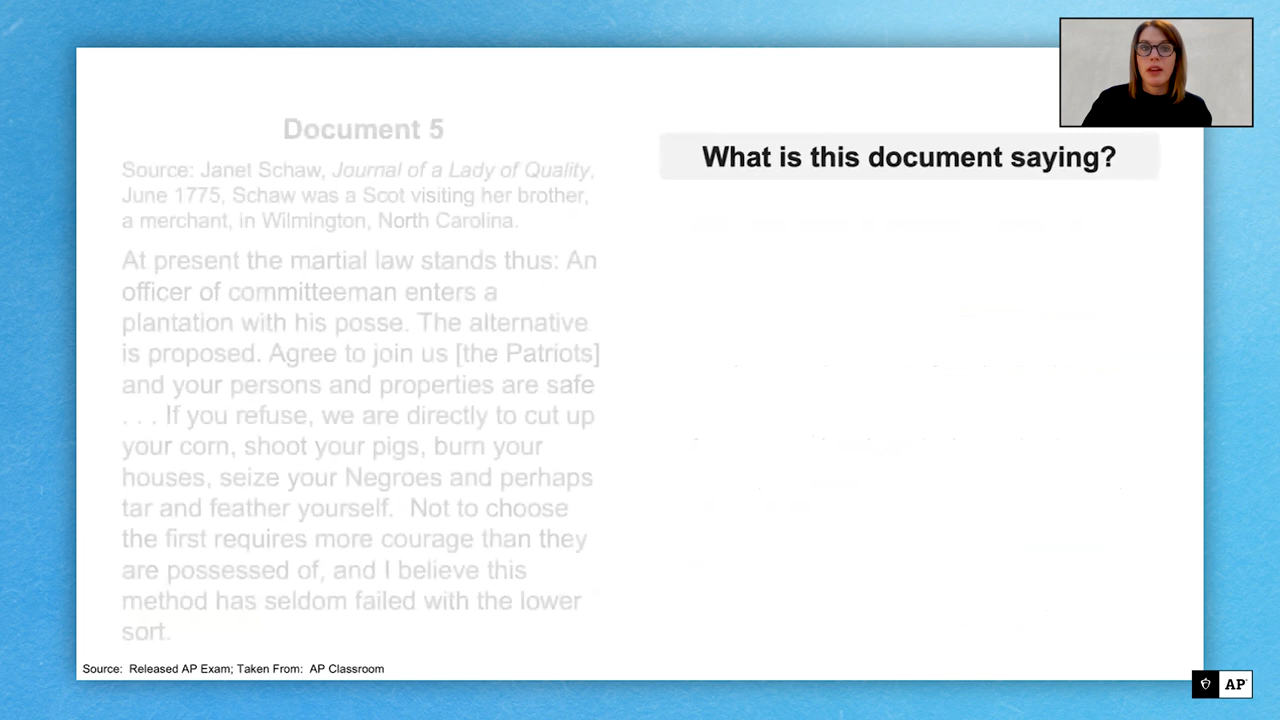 Document 5
Source: Janet Schaw, Journal of a Lady of Quality,
June 1775, Schaw was a Scot visiting her brother,
a merchant, in Wilmington, North Carolina.
At present the martial law stands thus: An
officer of committeeman enters a
plantation with his posse. The alternative
is proposed. Agree to join us [the Patriots]
and your persons and properties are safe
. . . If you refuse, we are directly to cut up
your corn, shoot your pigs, burn your
houses, seize your Negroes and perhaps
tar and feather yourself.  Not to choose
the first requires more courage than they
are possessed of, and I believe this
method has seldom failed with the lower
sort.
What is this document saying?
Source:  Released AP Exam; Taken From:  AP Classroom
AP